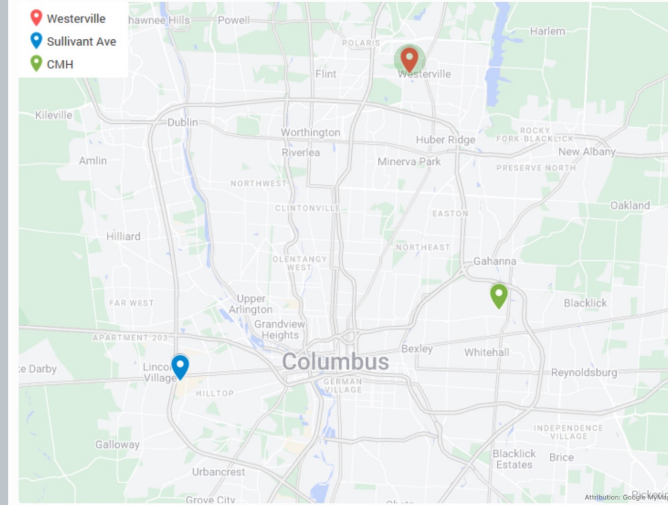 Westerville
Sullivant Ave
CMH
Shawnee Hills
Powell
Harlem
POLARIS
Flint
Westerville
Kileville
Dublin
Worthington
Huber Ridge
ROCKY
FORK-BLACKLICK
Riverlea
Minerva Park
New Albany
Amlin
PRESERVE NORTH
NORTHWEST
CLINTONVILLE
EASTON
Oakland
Hilliard
NORTHEAST
OLENTANGY
WEST
Gahanna
FAR WEST
Upper
Arlington
Blacklick
Grandview
Heights
APARTMENT 203
Bexley
Whitehall
Columbus
ke Darby
Lincoln
Village
GERMAN
VILLAGE
Reynoldsburg
HILLTOP
INDEPENDENCE
VILLAGE
Galloway
Blacklick
Estates
Brice
Urbancrest
Grove City
Attribution: Google MyMap